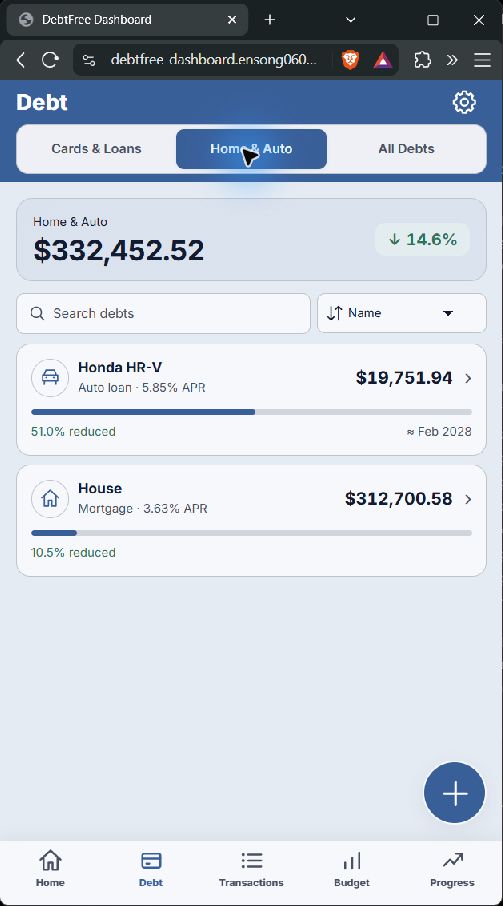 DebtFree Dashboard
debtfree-dashboard.ensong060...
Debt
Cards & Loans
Home & Auto
All Debts
Home & Auto
$332,452.52
↓ 14.6%
Search debts
Name
Honda HR-V
Auto loan · 5.85% APR
$19,751.94
51.0% reduced
≈ Feb 2028
House
Mortgage · 3.63% APR
$312,700.58
10.5% reduced
Home
Debt
Transactions
Budget
Progress